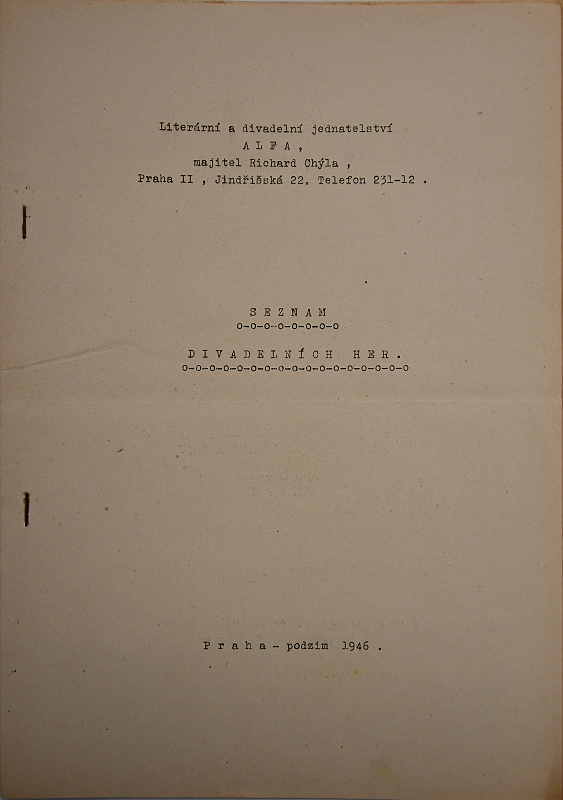 Literární a divadelní jednatelství
A L F A ,
majitel Richard Chýla ,
Praha II , Jindřišská 22. Telefon 231-12 .
S E Z N A M
o-o-o-o-o-o-o-o
D I V A D E L N Í C H  H E R .
o-o-o-o-o-o-o-o-o-o-o-o-o-o-o-o-o
P r a h a - podzim 1946 .